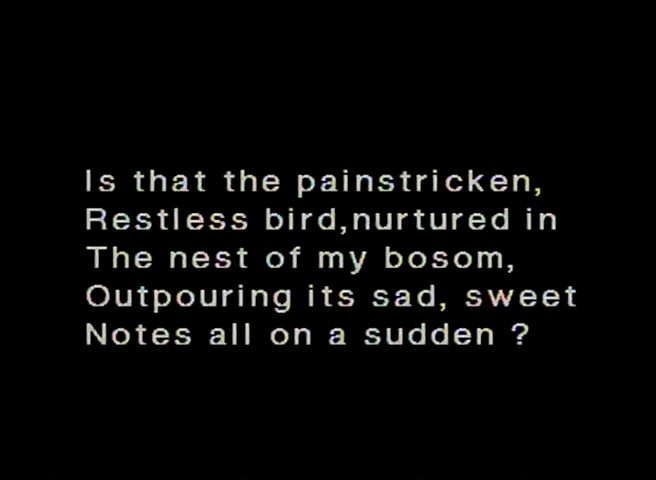 Is that the painstricken,
Restless bird,nurtured in
The nest of my bosom,
Outpouring its sad, sweet
Notes all on a sudden ?